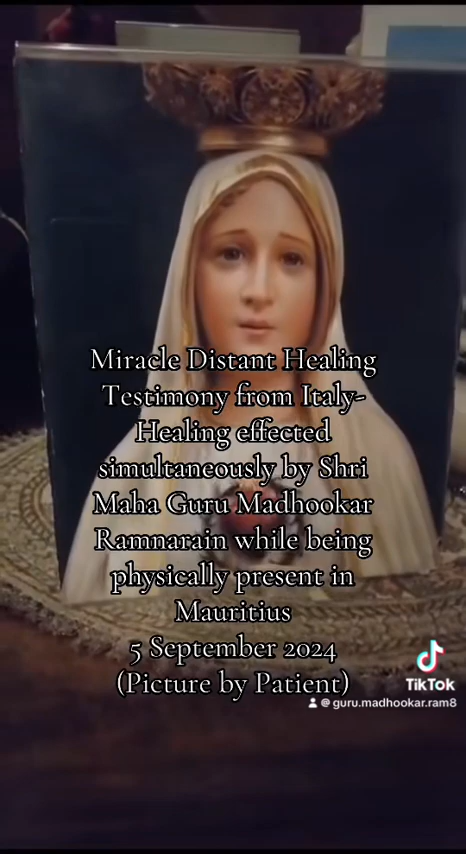 Miracle Distant Healing
Testimony from Italy-
Healing effected
simultaneously by Shri
Maha Guru Madhookar
Ramnarain while being
physically present in
Mauritius
5 September 2024
(Picture by Patient)
TikTok
@ guru.madhookar.ram8